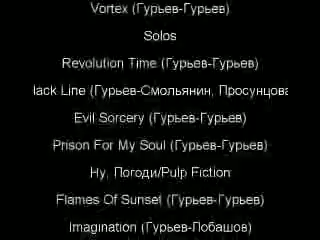 Vortex (Гурьев-Гурьев)
Solos
Revolution Time (Гурьев-Гурьев)
lack Line (Гурьев-Смольянин, Просунцова
Evil Sorcery (Гурьев-Гурьев)
Prison For My Soul (Гурьев-Гурьев)
Ну, Погоди/Pulp Fiction
Flames Of Sunset (Гурьев-Гурьев)
Imagination (Гурьев-Лобашов)